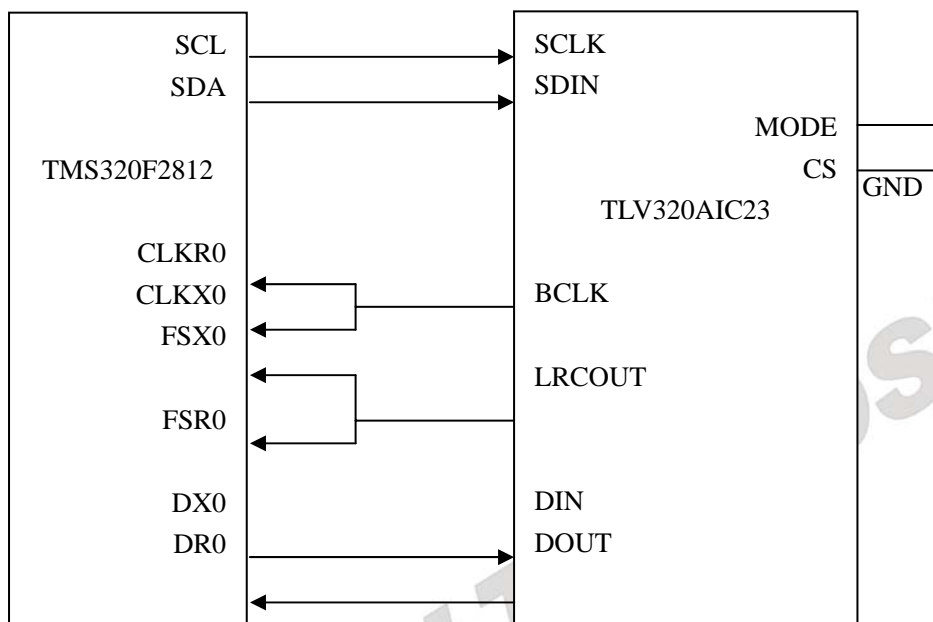 SCL
SDA
TMS320F2812
CLKR0
CLKX0
FSX0
FSR0
DX0
DR0
SCLK
SDIN
MODE
CS
GND
TLV320AIC23
BCLK
LRCOUT
DIN
DOUT